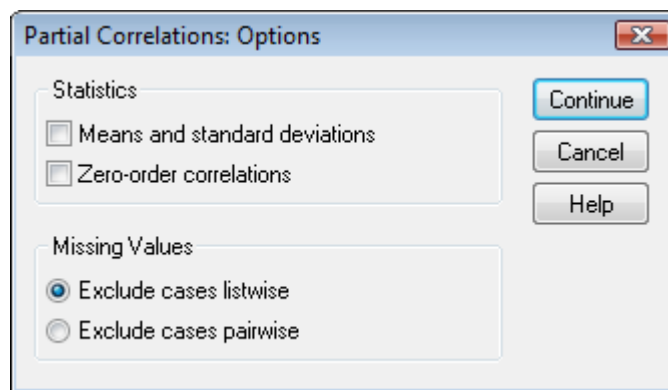 Partial Correlations: Options
Statistics
Means and standard deviations
Zero-order correlations
Missing Values
Exclude cases listwise
Exclude cases pairwise
Continue
Cancel
Help